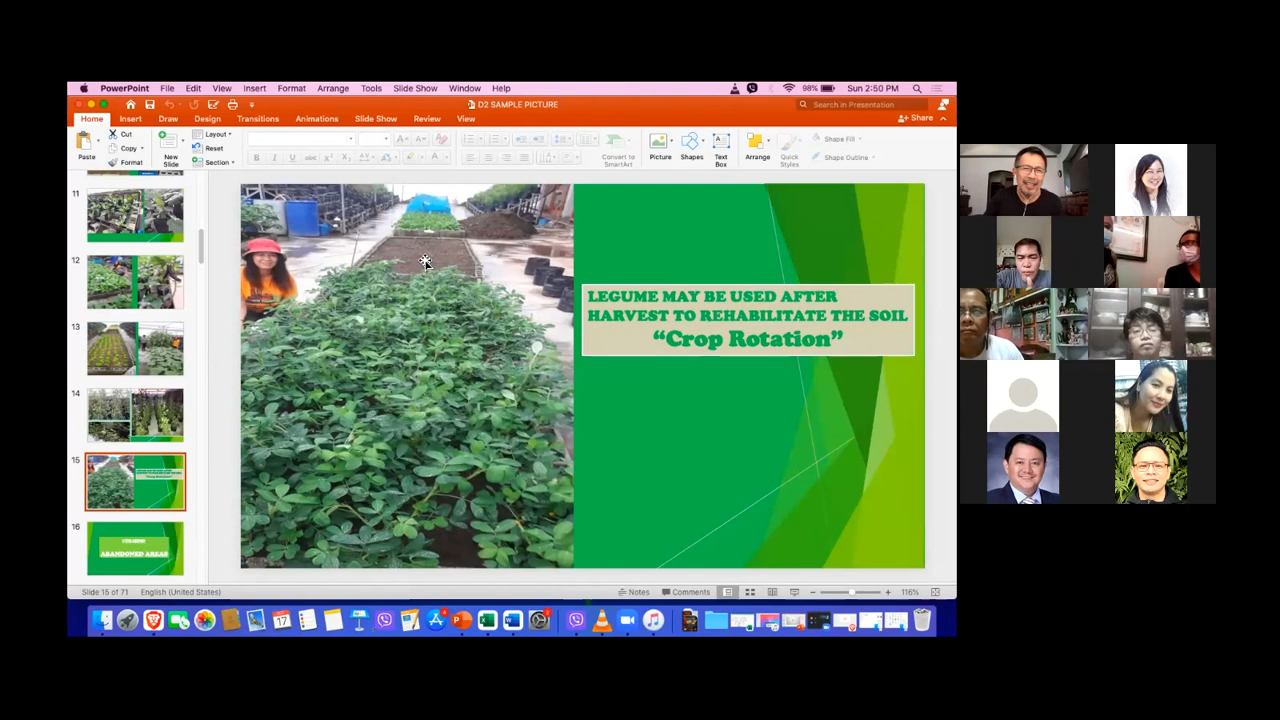 PowerPoint File Edit View Insert Format Arrange Tools Slide Show Window Help 98% Sun 2:50 PM
D2 SAMPLE PICTURE
Search in Presentation
Home Insert Draw Design Transitions Animations Slide Show Review View Share
Paste
Cut
Copy
Format
New Slide
Layout
Reset
Section
Convert to SmartArt
Picture
Shapes
Text Box
Arrange
Quick Styles
Shape Fill
Shape Outline
11
12
13
14
15
16
ABANDONED AREAS
LEGUME MAY BE USED AFTER
HARVEST TO REHABILITATE THE SOIL
“Crop Rotation”
Slide 15 of 71 English (United States) Notes Comments 116%
17